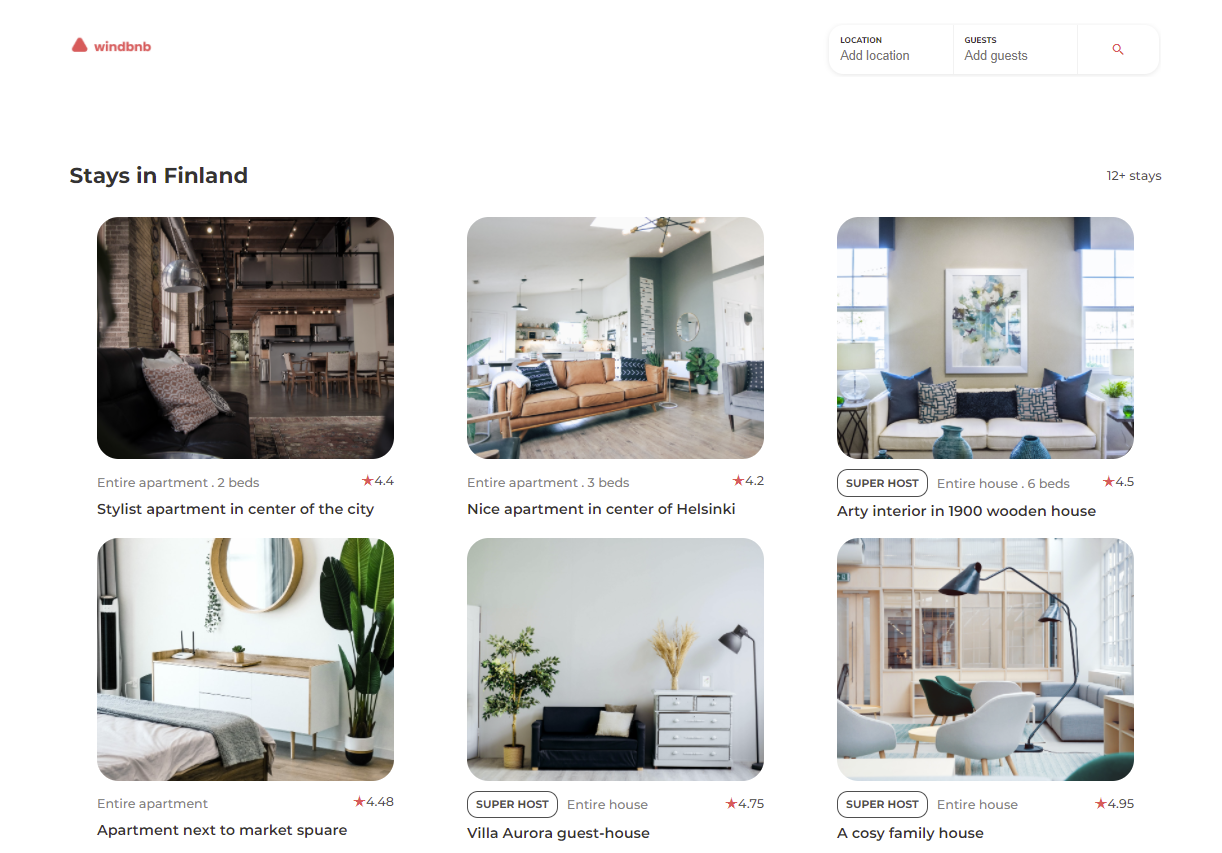 windbnb
LOCATION
Add location
GUESTS
Add guests
Stays in Finland
12+ stays
Entire apartment . 2 beds
★4.4
Stylist apartment in center of the city
Entire apartment . 3 beds
★4.2
Nice apartment in center of Helsinki
SUPER HOST
Entire house . 6 beds
★4.5
Arty interior in 1900 wooden house
Entire apartment
★4.48
Apartment next to market spuare
SUPER HOST
Entire house
★4.75
Villa Aurora guest-house
SUPER HOST
Entire house
★4.95
A cosy family house